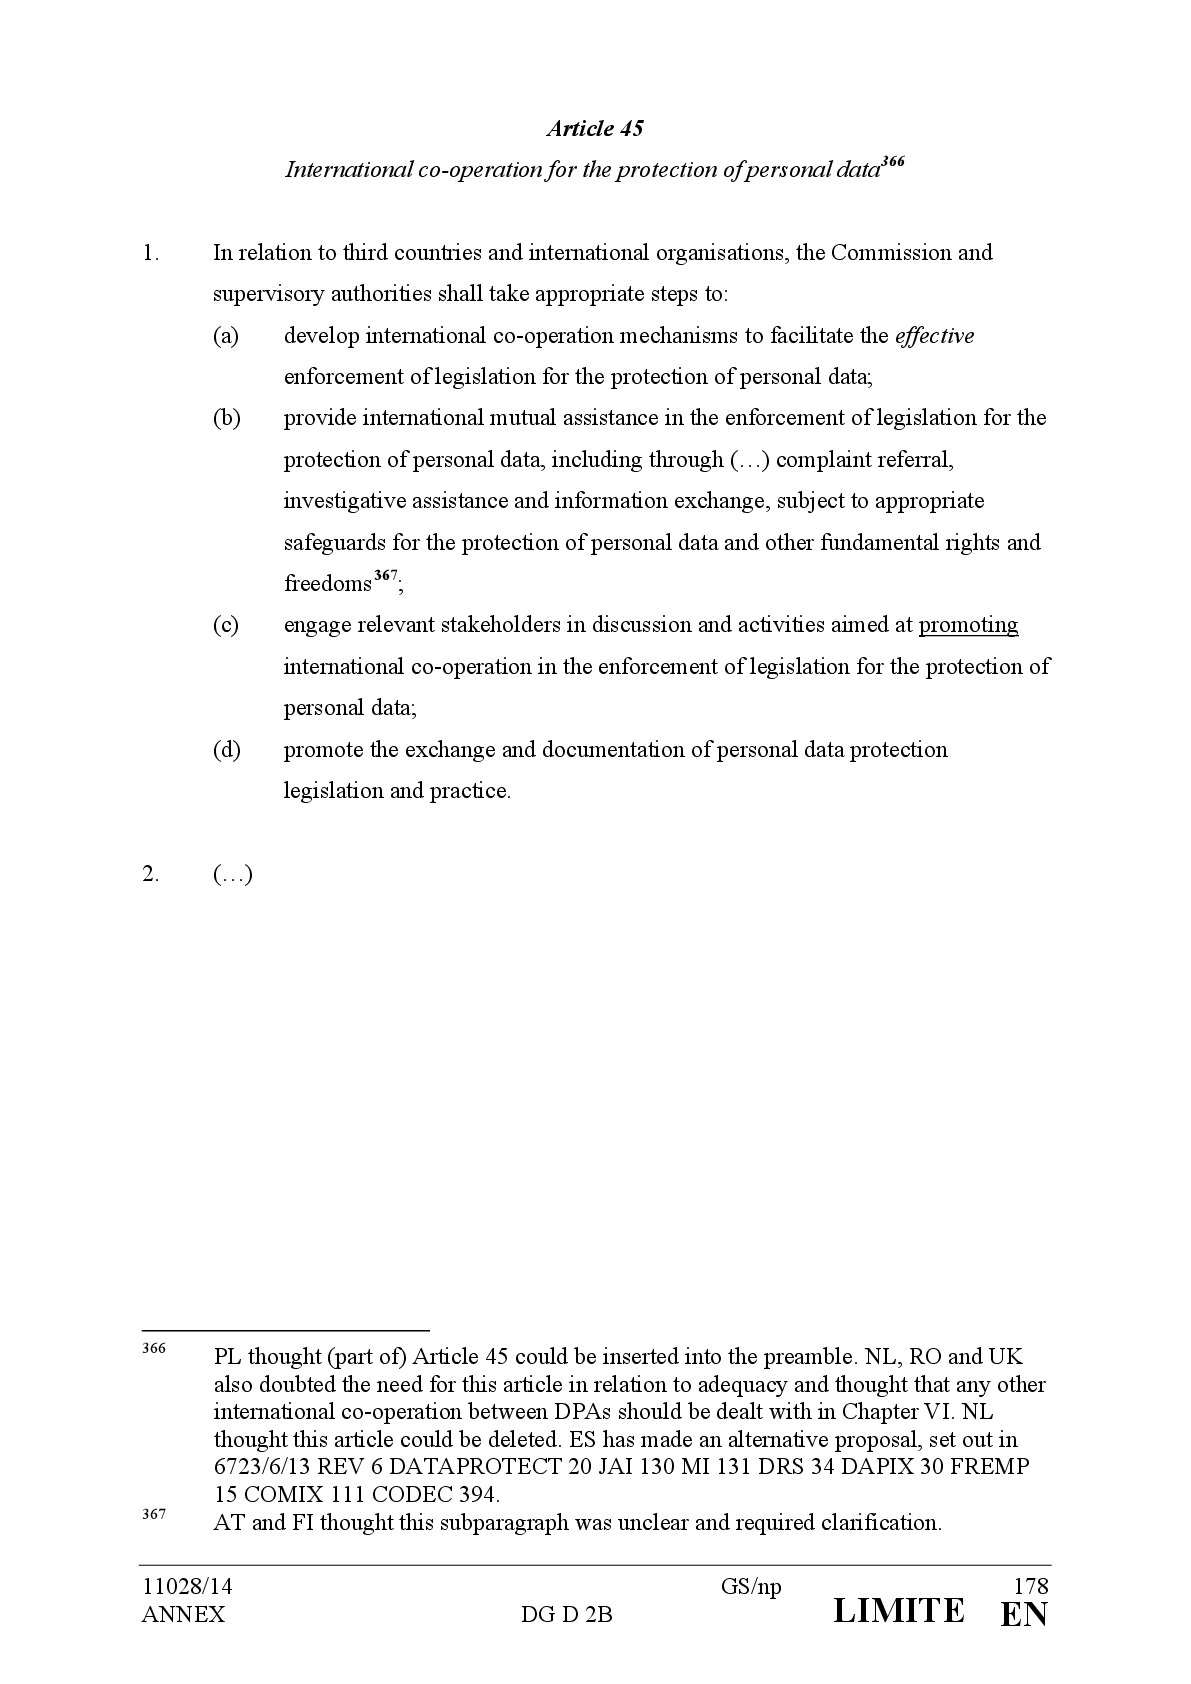 Article 45
International co-operation for the protection of personal data366
1. In relation to third countries and international organisations, the Commission and
supervisory authorities shall take appropriate steps to:
(a) develop international co-operation mechanisms to facilitate the effective
enforcement of legislation for the protection of personal data;
(b) provide international mutual assistance in the enforcement of legislation for the
protection of personal data, including through (…) complaint referral,
investigative assistance and information exchange, subject to appropriate
safeguards for the protection of personal data and other fundamental rights and
freedoms367;
(c) engage relevant stakeholders in discussion and activities aimed at promoting
international co-operation in the enforcement of legislation for the protection of
personal data;
(d) promote the exchange and documentation of personal data protection
legislation and practice.
2. (…)
366 PL thought (part of) Article 45 could be inserted into the preamble. NL, RO and UK
also doubted the need for this article in relation to adequacy and thought that any other
international co-operation between DPAs should be dealt with in Chapter VI. NL
thought this article could be deleted. ES has made an alternative proposal, set out in
6723/6/13 REV 6 DATAPROTECT 20 JAI 130 MI 131 DRS 34 DAPIX 30 FREMP
15 COMIX 111 CODEC 394.
367 AT and FI thought this subparagraph was unclear and required clarification.
11028/14 GS/np 178
ANNEX DG D 2B LIMITE EN